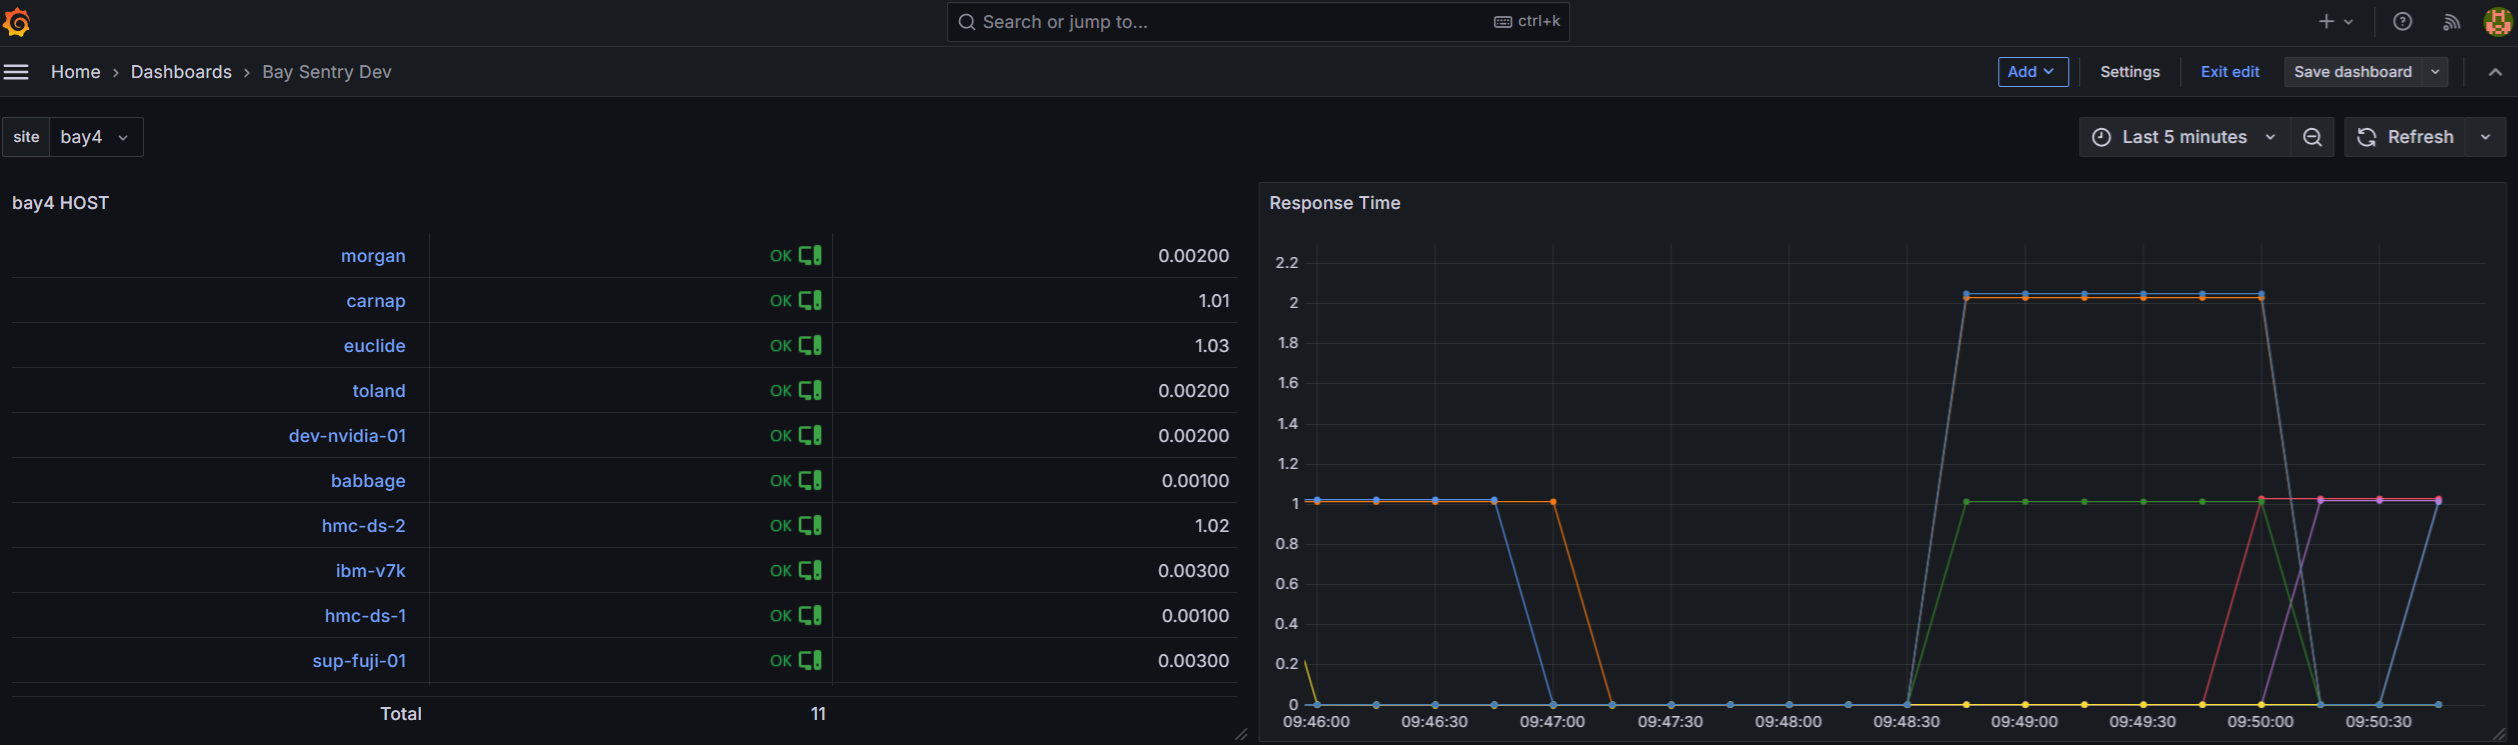 Search or jump to... ctrl+k
Home › Dashboards › Bay Sentry Dev Add Settings Exit edit Save dashboard
site bay4 Last 5 minutes Refresh
bay4 HOST
morgan OK 0.00200
carnap OK 1.01
euclide OK 1.03
toland OK 0.00200
dev-nvidia-01 OK 0.00200
babbage OK 0.00100
hmc-ds-2 OK 1.02
ibm-v7k OK 0.00300
hmc-ds-1 OK 0.00100
sup-fuji-01 OK 0.00300
Total 11
Response Time
2.2
2
1.8
1.6
1.4
1.2
1
0.8
0.6
0.4
0.2
0
09:46:00 09:46:30 09:47:00 09:47:30 09:48:00 09:48:30 09:49:00 09:49:30 09:50:00 09:50:30